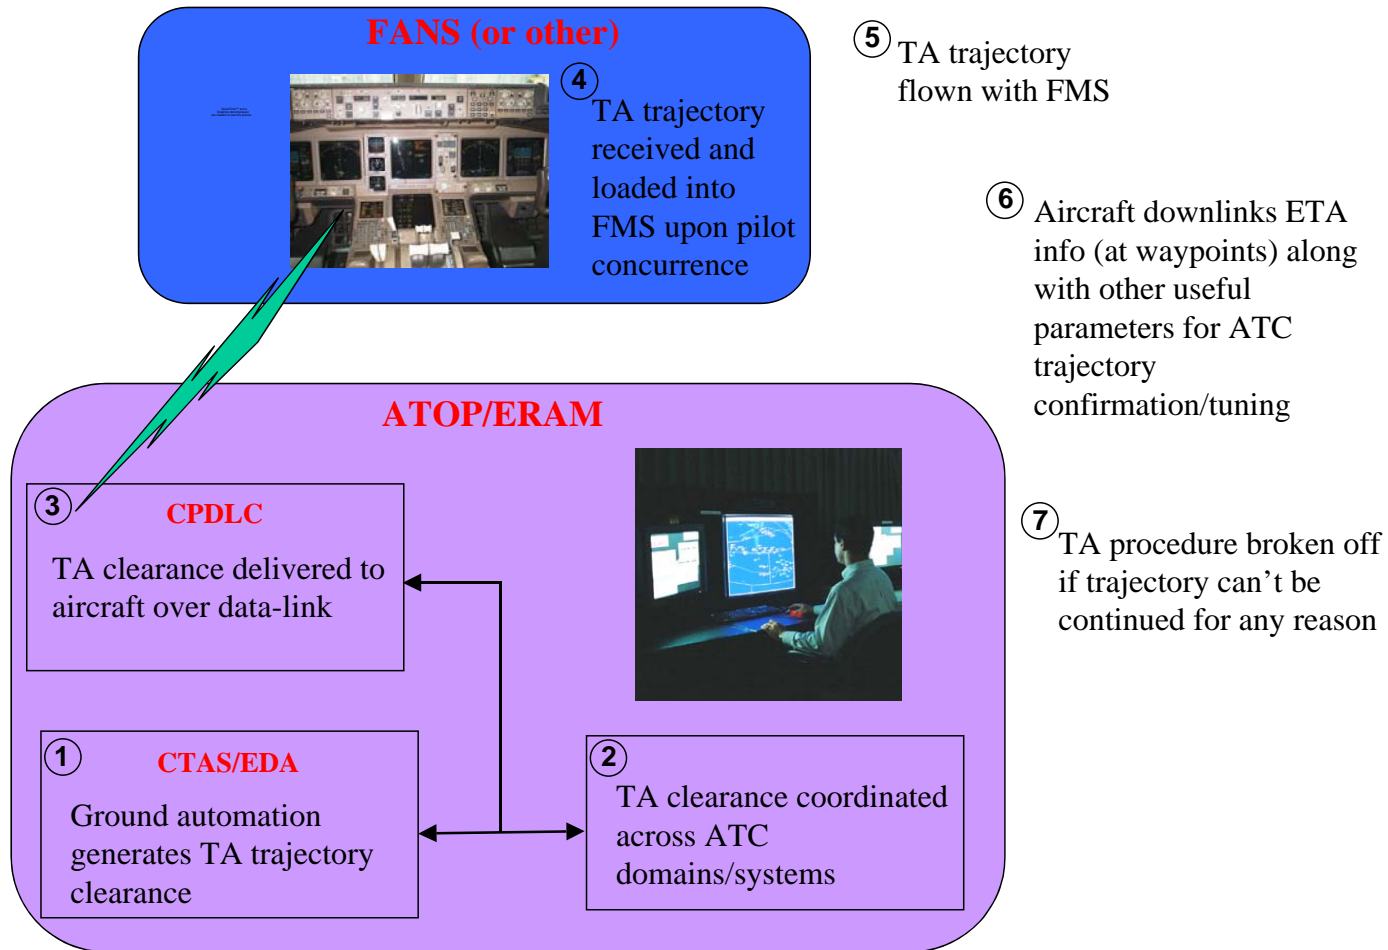 FANS (or other)
4
TA trajectory
received and
loaded into
FMS upon pilot
concurrence
5
TA trajectory
flown with FMS
6
Aircraft downlinks ETA
info (at waypoints) along
with other useful
parameters for ATC
trajectory
confirmation/tuning
7
TA procedure broken off
if trajectory can’t be
continued for any reason
ATOP/ERAM
3
CPDLC
TA clearance delivered to
aircraft over data-link
1
CTAS/EDA
Ground automation
generates TA trajectory
clearance
2
TA clearance coordinated
across ATC
domains/systems